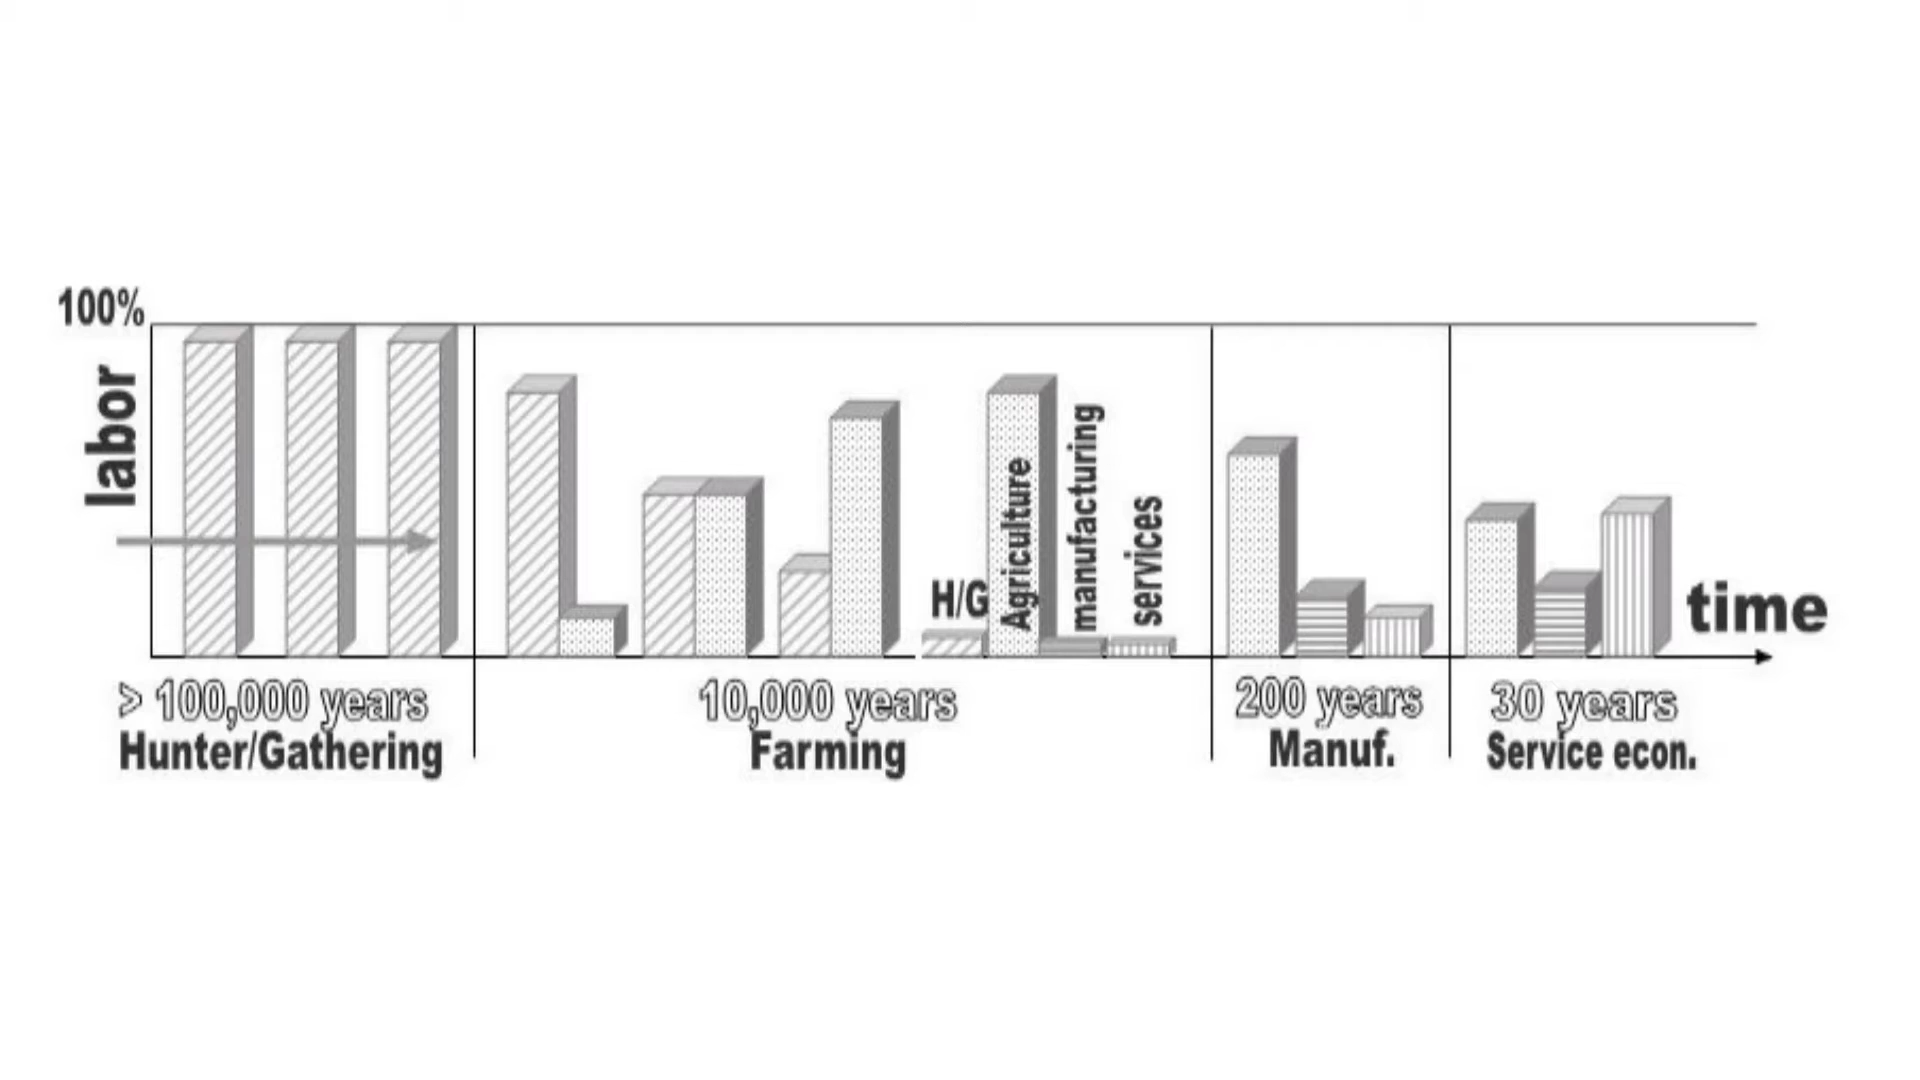 100%
labor
H/G
Agriculture
manufacturing
services
time
> 100,000 years
Hunter/Gathering
10,000 years
Farming
200 years
Manuf.
30 years
Service econ.